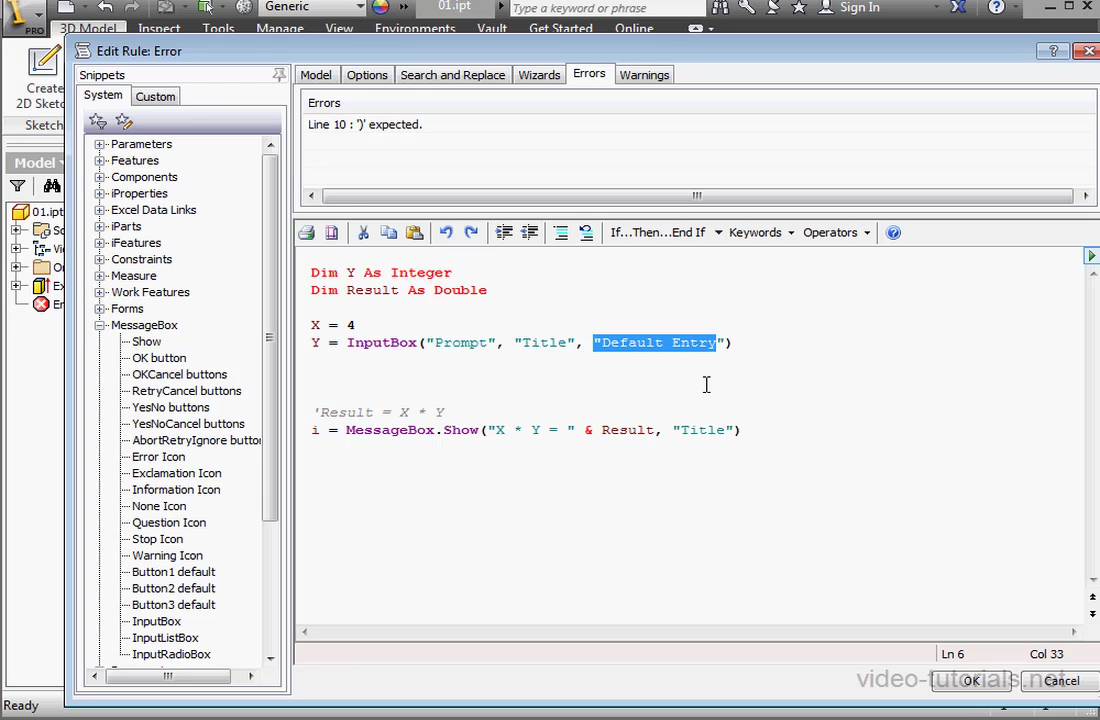 Generic
01.ipt
Type a keyword or phrase
Sign In
PRO
3D Model Inspect Tools Manage View Environments Vault Get Started Online
Edit Rule: Error
Create
2D Sketch
Sketch
Model
01.ipt
Ready
Snippets
System Custom
Parameters
Features
Components
iProperties
Excel Data Links
iParts
iFeatures
Constraints
Measure
Work Features
Forms
MessageBox
Show
OK button
OKCancel buttons
RetryCancel buttons
YesNo buttons
YesNoCancel buttons
AbortRetryIgnore button
Error Icon
Exclamation Icon
Information Icon
None Icon
Question Icon
Stop Icon
Warning Icon
Button1 default
Button2 default
Button3 default
InputBox
InputListBox
InputRadioBox
Model Options Search and Replace Wizards Errors Warnings
Errors
Line 10 : ')' expected.
If...Then...End If Keywords Operators
Dim Y As Integer
Dim Result As Double
X = 4
Y = InputBox("Prompt", "Title", "Default Entry")
'Result = X * Y
i = MessageBox.Show("X * Y = " & Result, "Title")
Ln 6 Col 33
OK Cancel
video-tutorials.net